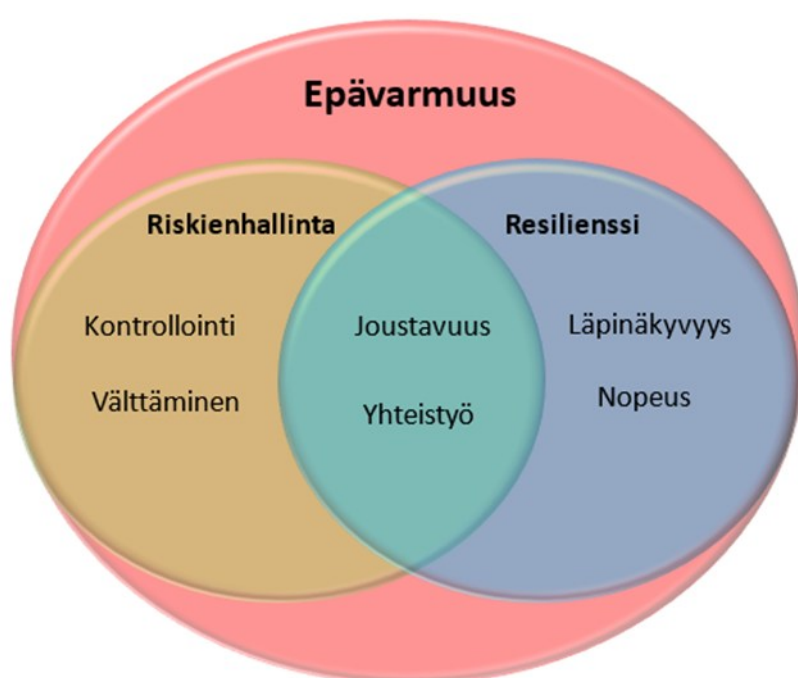 Epävarmuus
Riskienhallinta
Resilienssi
Kontrollointi
Joustavuus
Läpinäkyvyys
Välttäminen
Yhteistyö
Nopeus